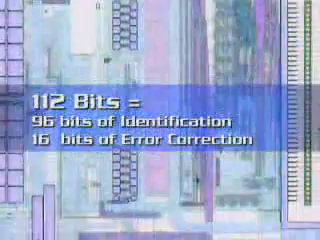 112 Bits =
96 bits of Identification
16 bits of Error Correction